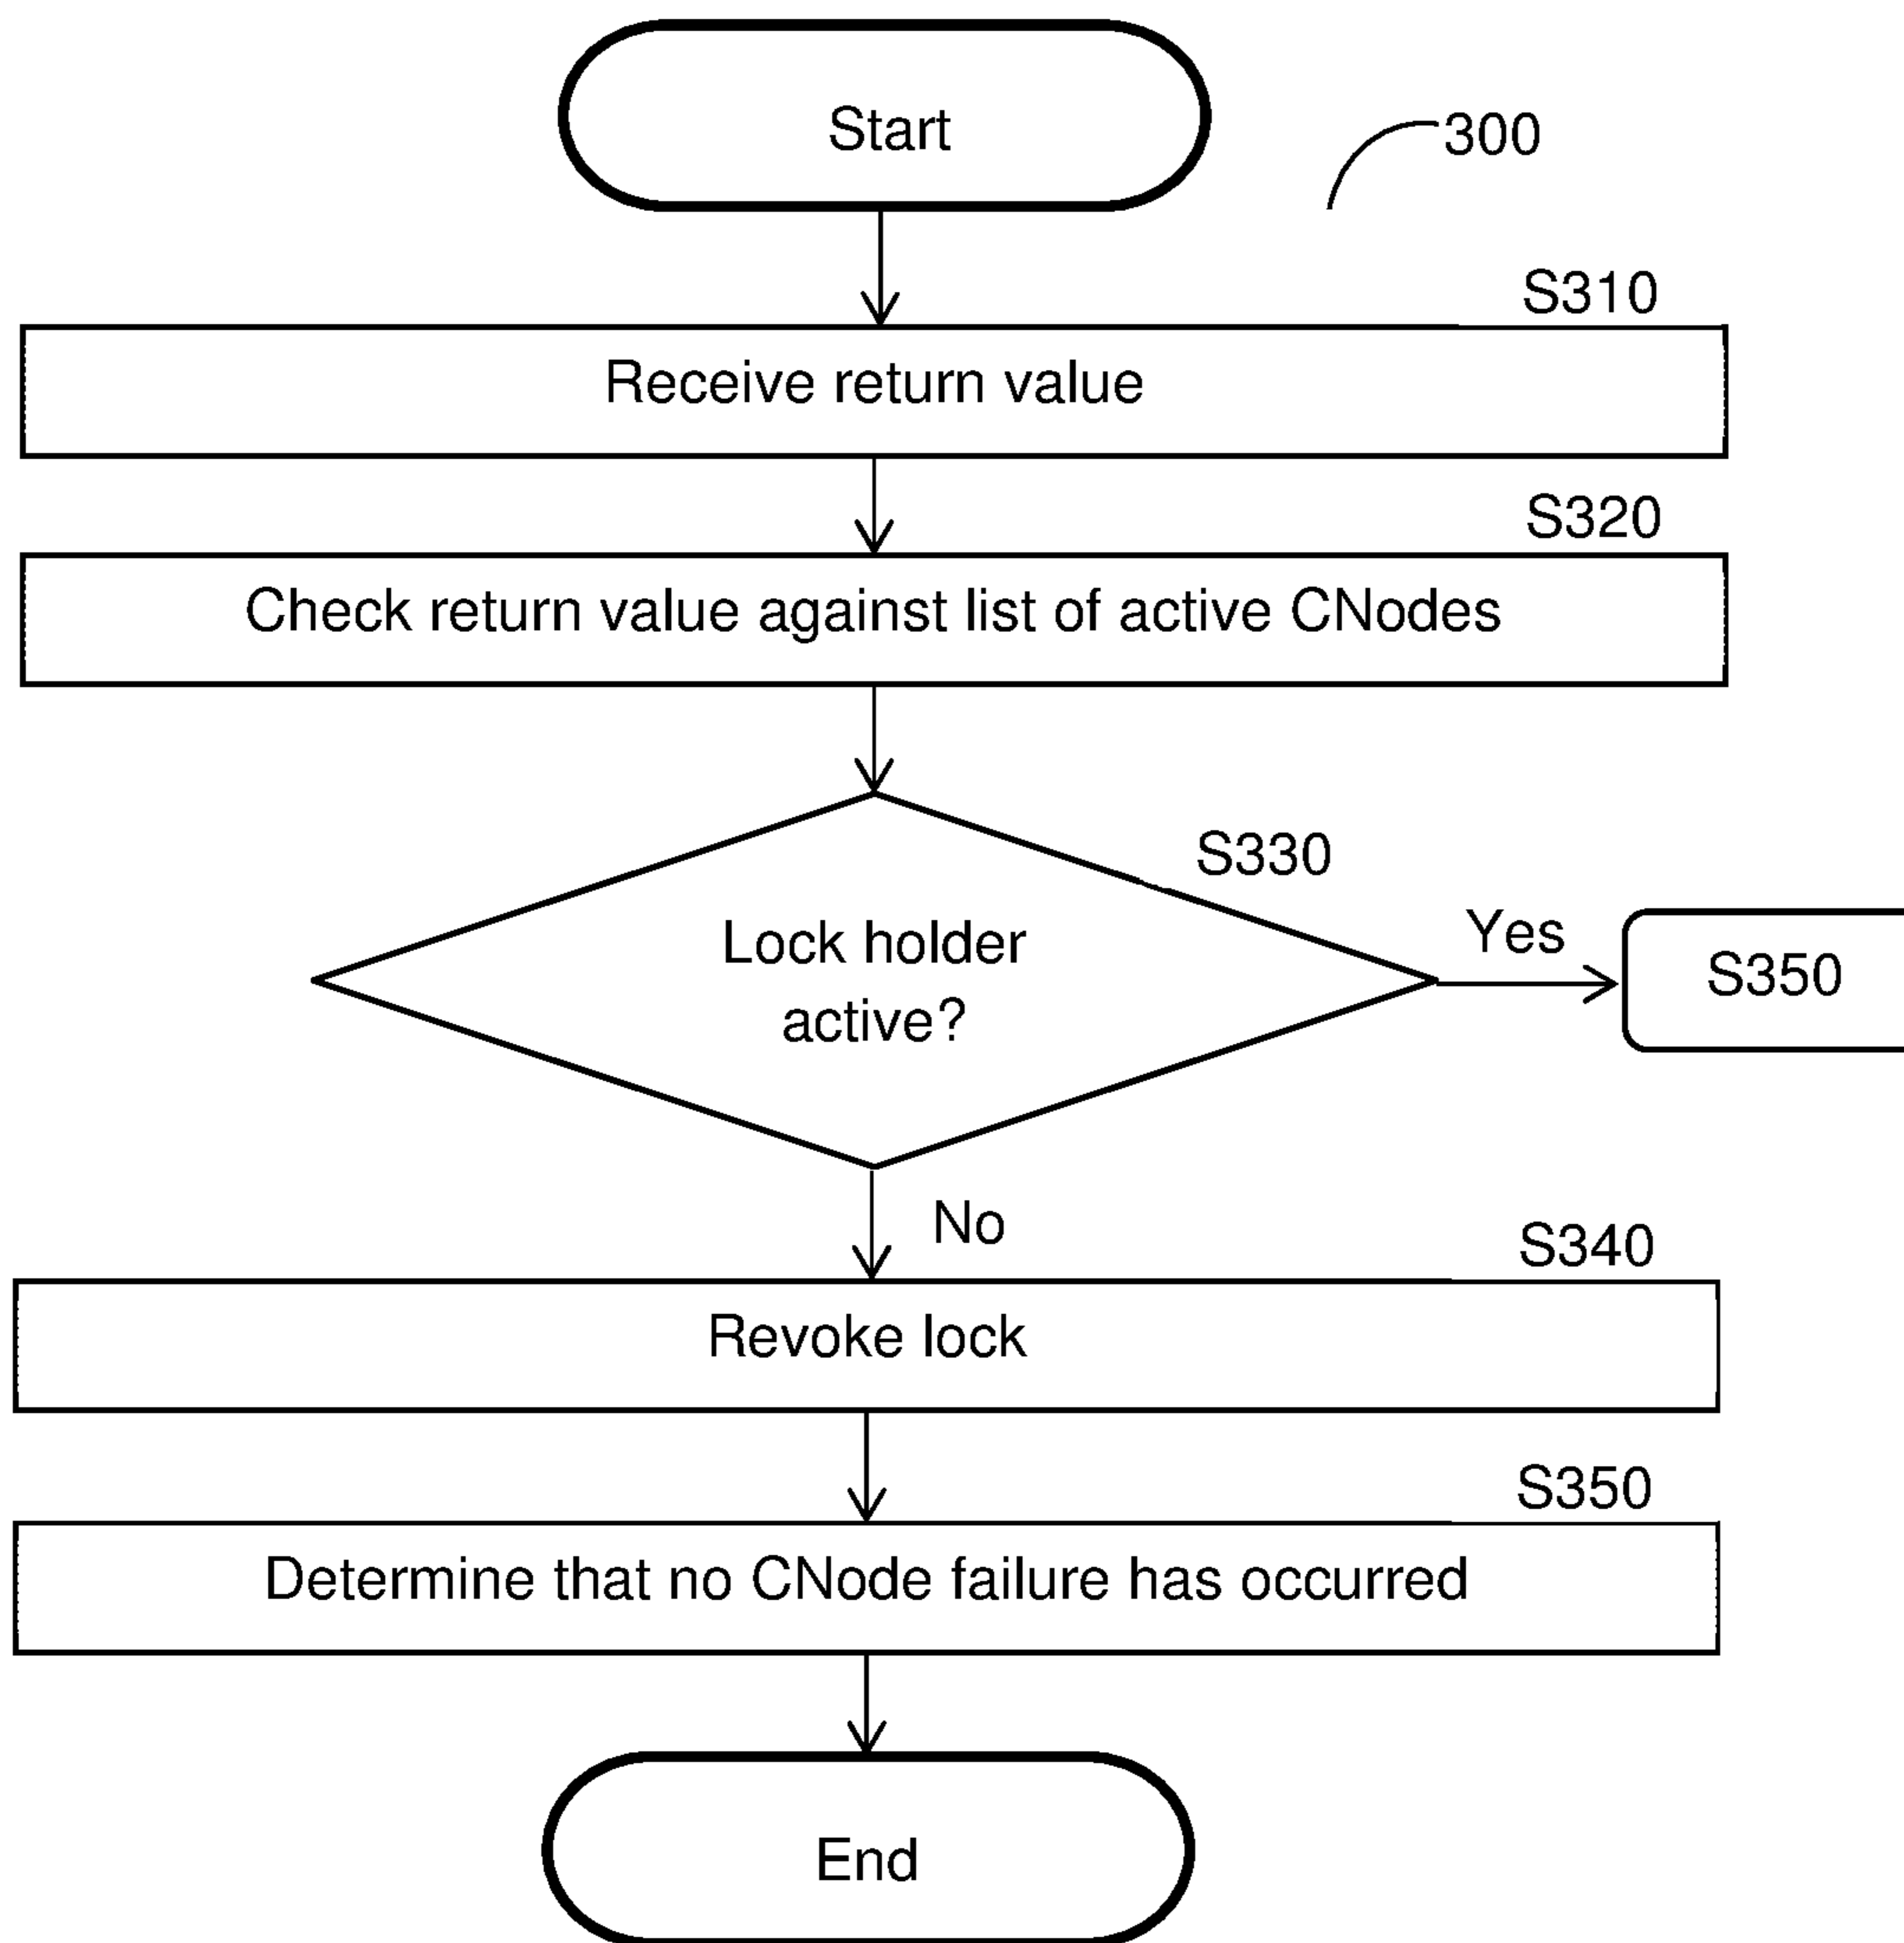 Start
300
S310
Receive return value
S320
Check return value against list of active CNodes
S330
Lock holder
active?
Yes
S350
No
S340
Revoke lock
S350
Determine that no CNode failure has occurred
End